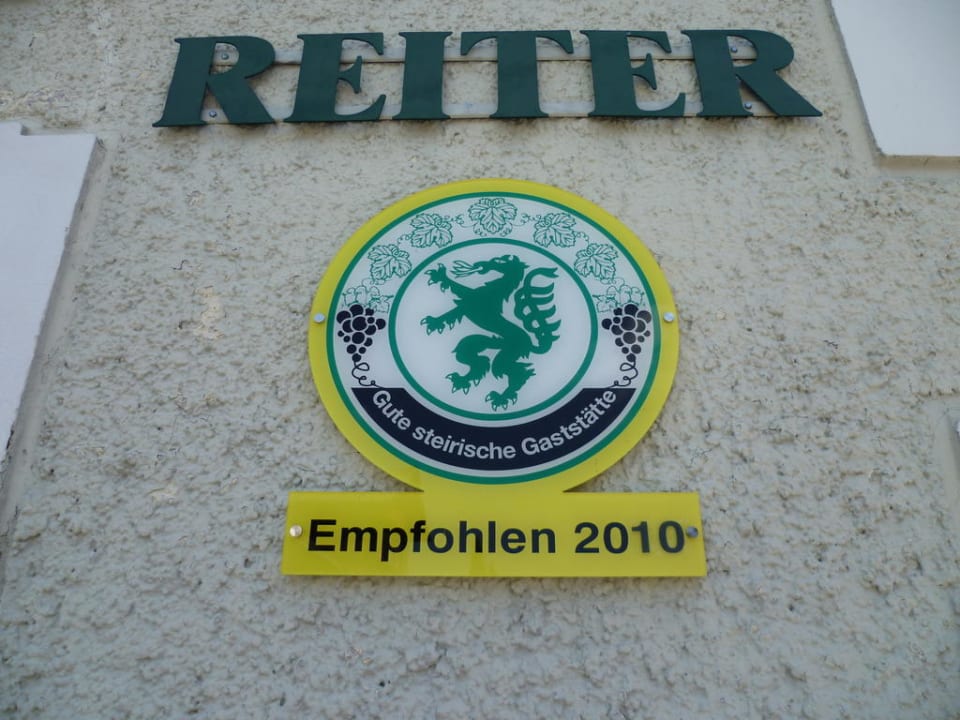 REITER
Gute steirische Gaststätte
Empfohlen 2010